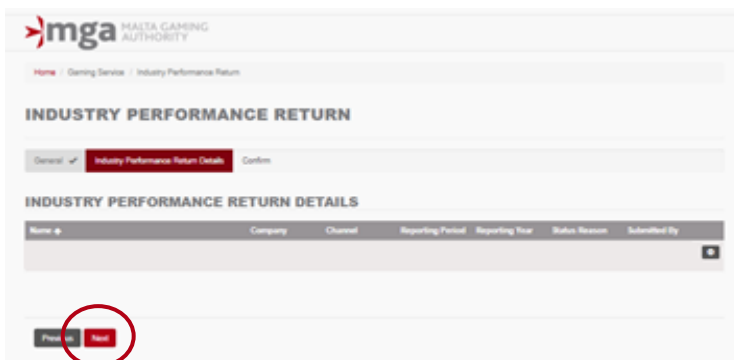 mga MALTA GAMING
AUTHORITY
Home / Gaming Service / Industry Performance Return
INDUSTRY PERFORMANCE RETURN
General ✔ Industry Performance Return Details Confirm
INDUSTRY PERFORMANCE RETURN DETAILS
Name Company Channel Reporting Period Reporting Year Status Reason Submitted By
Previous Next